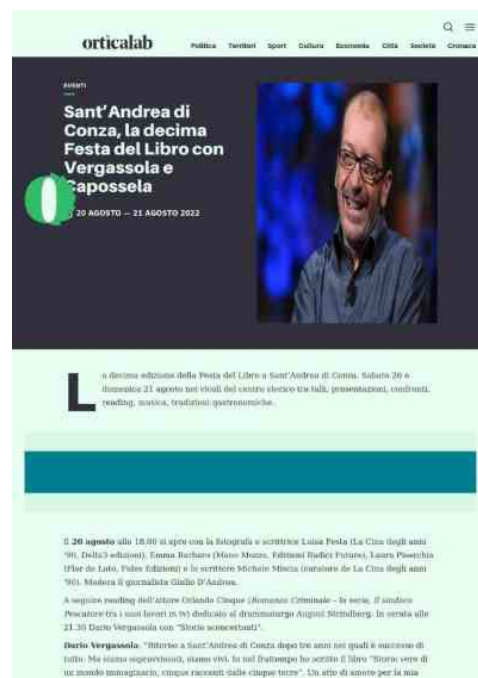 orticalab
Politica Territori Sport Cultura Economia Città Società Cronaca
EVENTI
Sant'Andrea di
Conza, la decima
Festa del Libro con
Vergassola e
Capossela
20 AGOSTO — 21 AGOSTO 2022
La decima edizione della Festa del Libro a Sant'Andrea di Conza. Sabato 20 e
domenica 21 agosto nei vicoli del centro storico tra talk, presentazioni, confronti,
reading, musica, tradizioni gastronomiche.
Il 20 agosto alle 18.00 si apre con la fotografa e scrittrice Luisa Festa (La Cina degli anni
'90, Delta3 edizioni), Emma Barbaro (Mano Mozza, Edizioni Radici Future), Laura Pisecchia
(Flor de Loto, Pales Edizioni) e lo scrittore Michele Miscia (curatore de La Cina degli anni
'90). Modera il giornalista Giulio D'Andrea.
A seguire reading dell'attore Orlando Cinque (Romanzo Criminale – la serie, Il sindaco
Pescatore tra i suoi lavori in tv) dedicato al drammaturgo August Strindberg. In serata alle
21.30 Dario Vergassola con "Storie sconcertanti".
Dario Vergassola. "Ritorno a Sant'Andrea di Conza dopo tre anni nei quali è successo di
tutto. Ma siamo sopravvissuti, siamo vivi. Io nel frattempo ho scritto il libro "Storie vere di
un mondo immaginario, cinque racconti dalle cinque terre". Un atto di amore per la mia